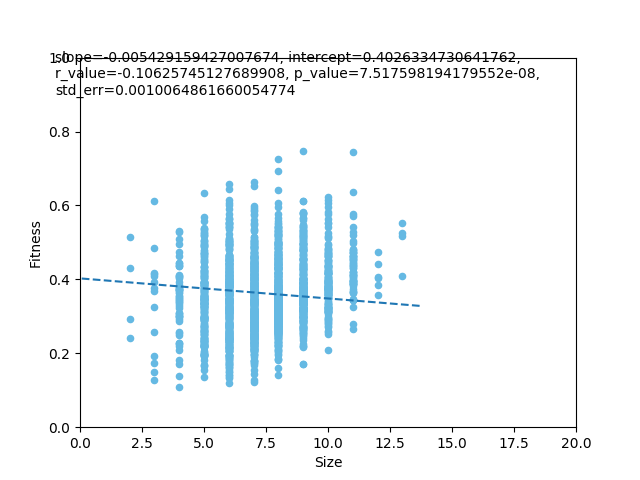 slope=-0.005429159427007674, intercept=0.4026334730641762,
r_value=-0.10625745127689908, p_value=7.517598194179552e-08,
std_err=0.0010064861660054774
1.0
0.8
0.6
0.4
0.2
0.0
Fitness
0.0 2.5 5.0 7.5 10.0 12.5 15.0 17.5 20.0
Size